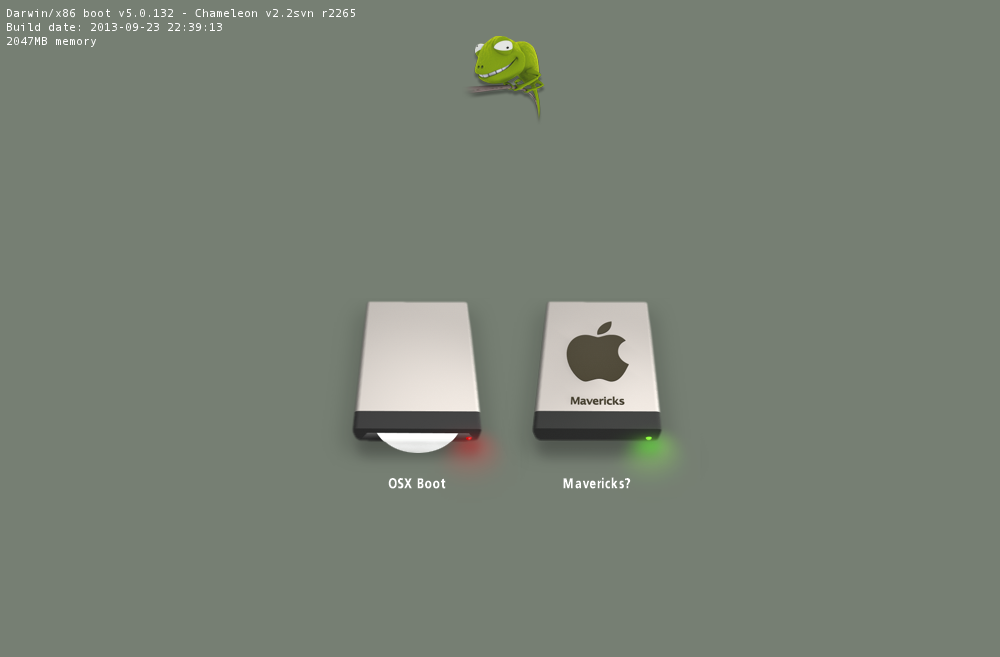 Darwin/x86 boot v5.0.132 - Chameleon v2.2svn r2265
Build date: 2013-09-23 22:39:13
2047MB memory
Mavericks
OSX Boot
Mavericks?